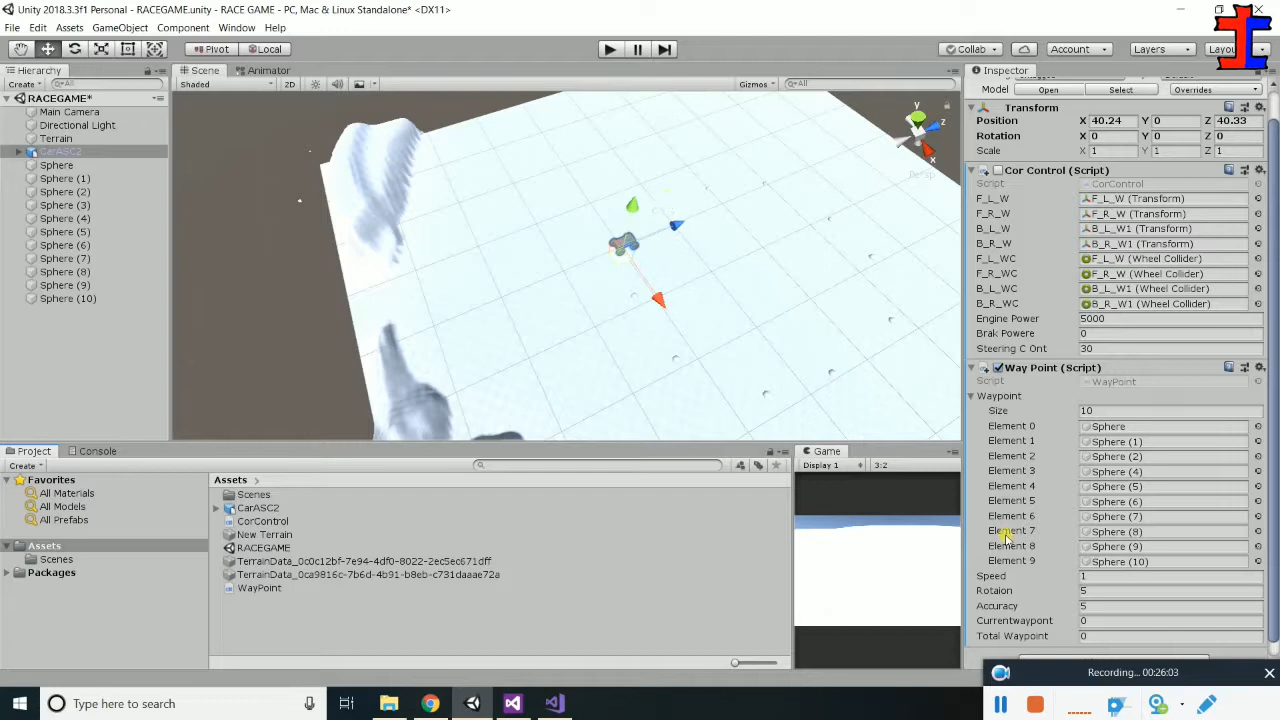 Unity 2018.3.3f1 Personal - RACEGAME.unity - RACE GAME - PC, Mac & Linux Standalone* <DX11>
File Edit Assets GameObject Component Window Help
Pivot Local Collab Account Layers
Hierarchy Scene Animator Inspector
Create All Shaded 2D Gizmos All
Model Open Select Overrides
RACEGAME*
Main Camera
Directional Light
Terrain
CarASC2
Sphere
Sphere (1)
Sphere (2)
Sphere (3)
Sphere (4)
Sphere (5)
Sphere (6)
Sphere (7)
Sphere (8)
Sphere (9)
Sphere (10)
y
z
x
Persp
Transform
Position X 40.24 Y 0 Z 40.33
Rotation X 0 Y 0 Z 0
Scale X 1 Y 1 Z 1
Cor Control (Script)
Script CorControl
F_L_W F_L_W (Transform)
F_R_W F_R_W (Transform)
B_L_W B_L_W1 (Transform)
B_R_W B_R_W1 (Transform)
F_L_WC F_L_W (Wheel Collider)
F_R_WC F_R_W (Wheel Collider)
B_L_WC B_L_W1 (Wheel Collider)
B_R_WC B_R_W1 (Wheel Collider)
Engine Power 5000
Brak Powere 0
Steering C Ont 30
Way Point (Script)
Script WayPoint
Waypoint
Size 10
Element 0 Sphere
Element 1 Sphere (1)
Element 2 Sphere (2)
Element 3 Sphere (4)
Element 4 Sphere (5)
Element 5 Sphere (6)
Element 6 Sphere (7)
Element 7 Sphere (8)
Element 8 Sphere (9)
Element 9 Sphere (10)
Speed 1
Rotaion 5
Accuracy 5
Currentwaypont 0
Total Waypoint 0
Project Console
Create
Favorites
All Materials
All Models
All Prefabs
Assets
Scenes
Packages
Assets
Scenes
CarASC2
CorControl
New Terrain
RACEGAME
TerrainData_0c0c12bf-7e94-4df0-8022-2ec5ec671dff
TerrainData_0ca9816c-7b6d-4b91-b8eb-c731daaae72a
WayPoint
Game
Display 1 3:2
Recording... 00:26:03
Type here to search